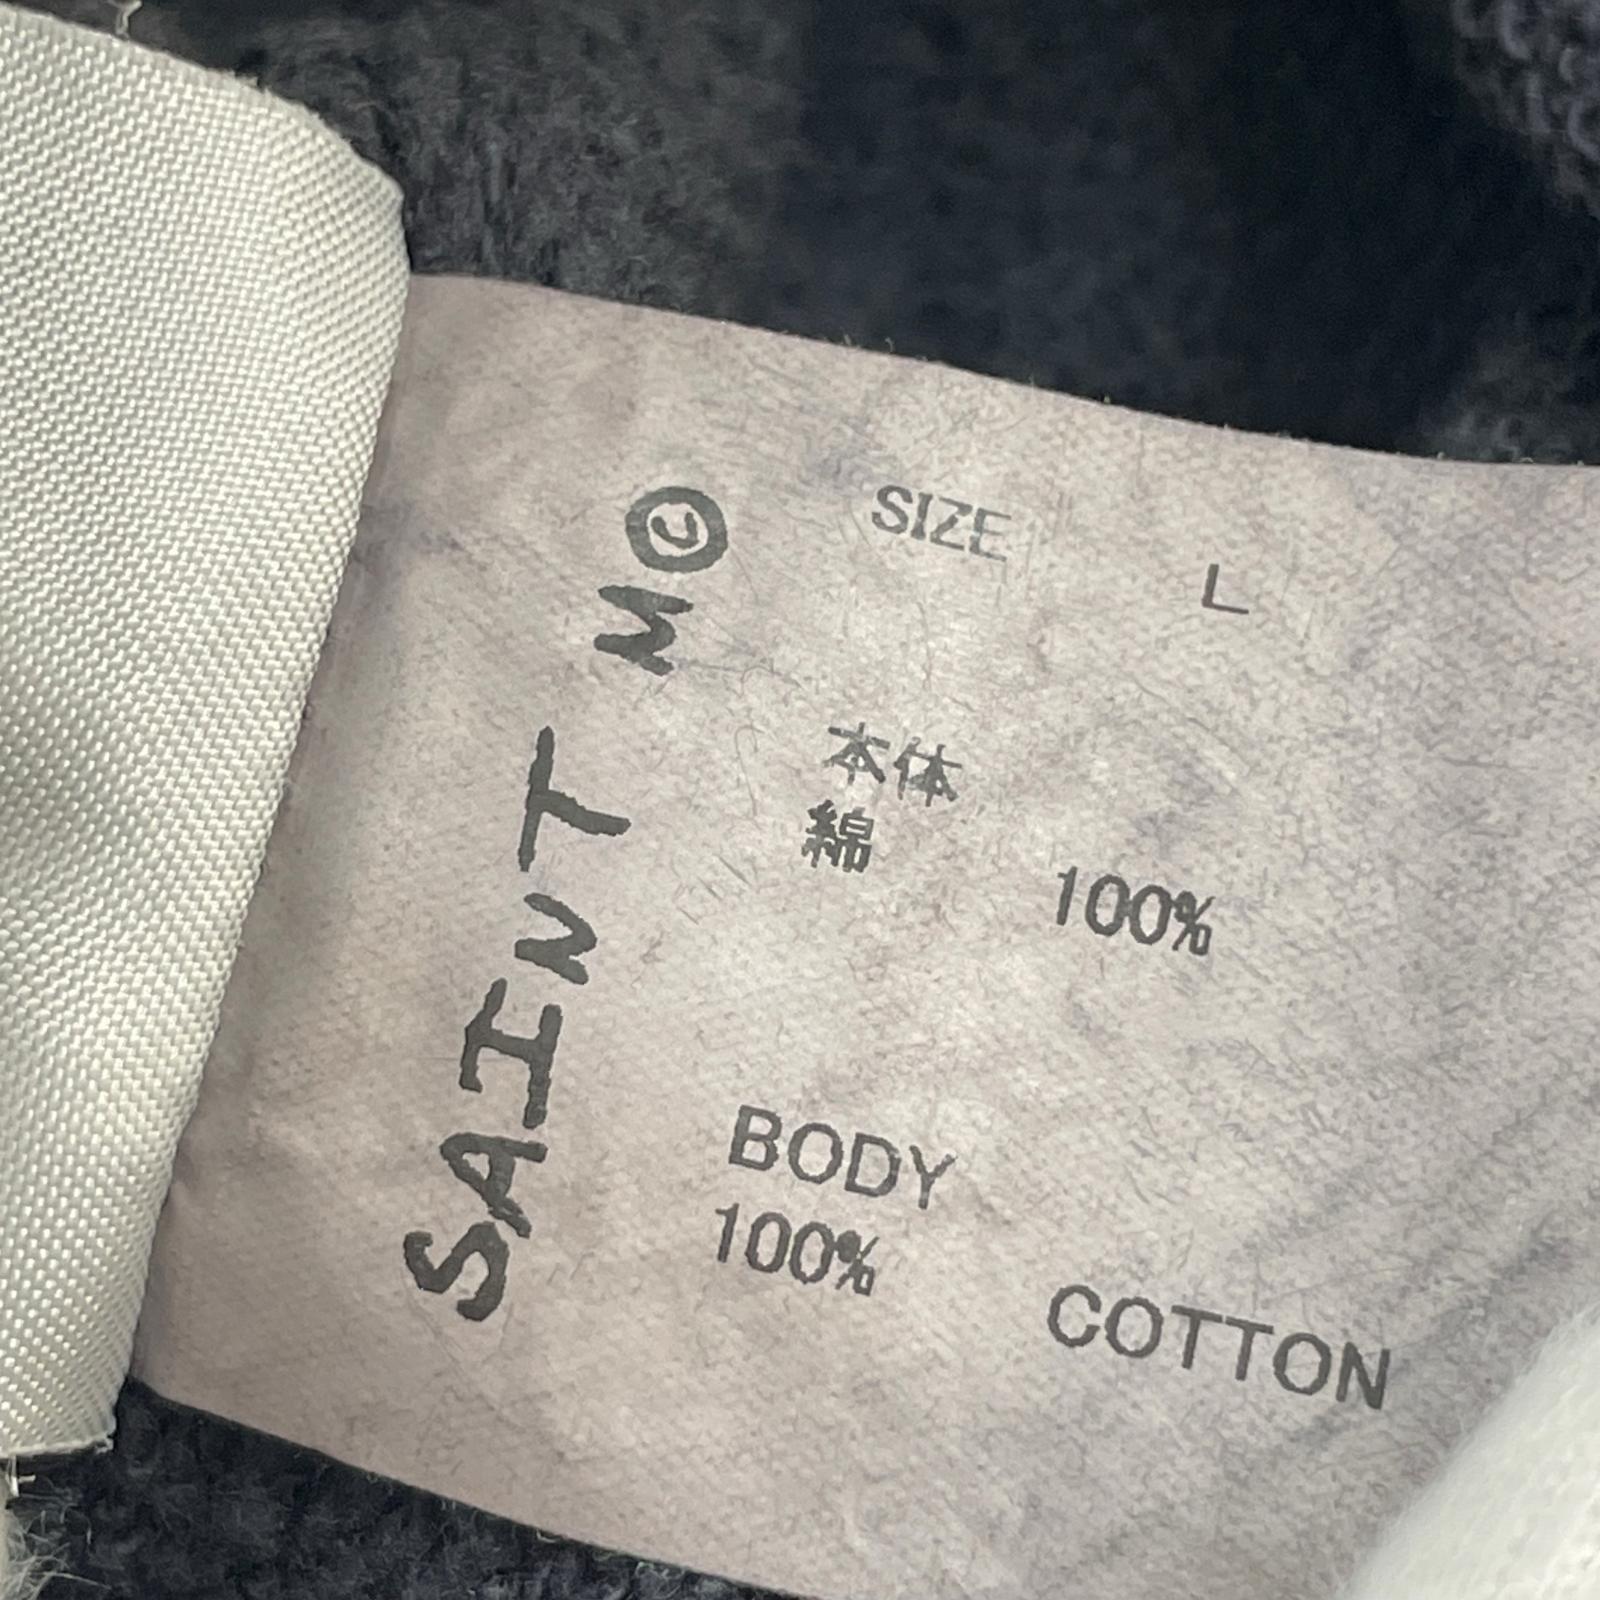 SAINT M©
SIZE L
本体
綿 100%
BODY
100% COTTON